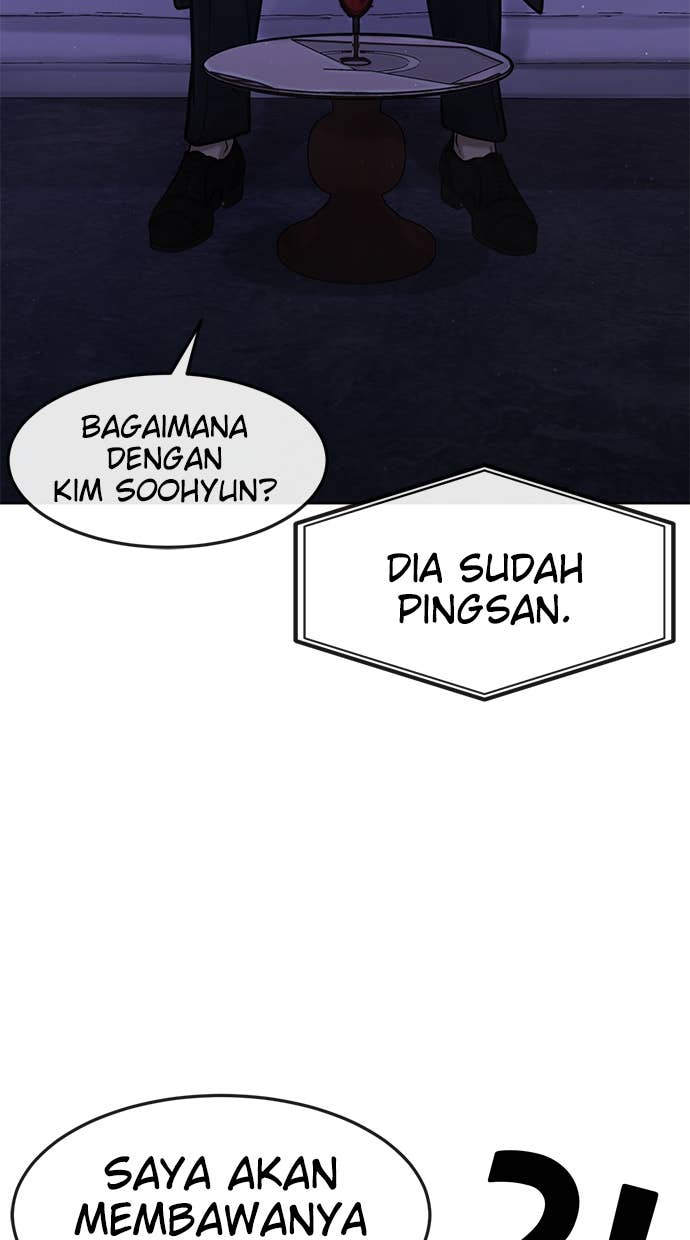 BAGAIMANA
DENGAN
KIM SOOHYUN?
DIA SUDAH
PINGSAN.
SAYA AKAN
MEMBAWANYA